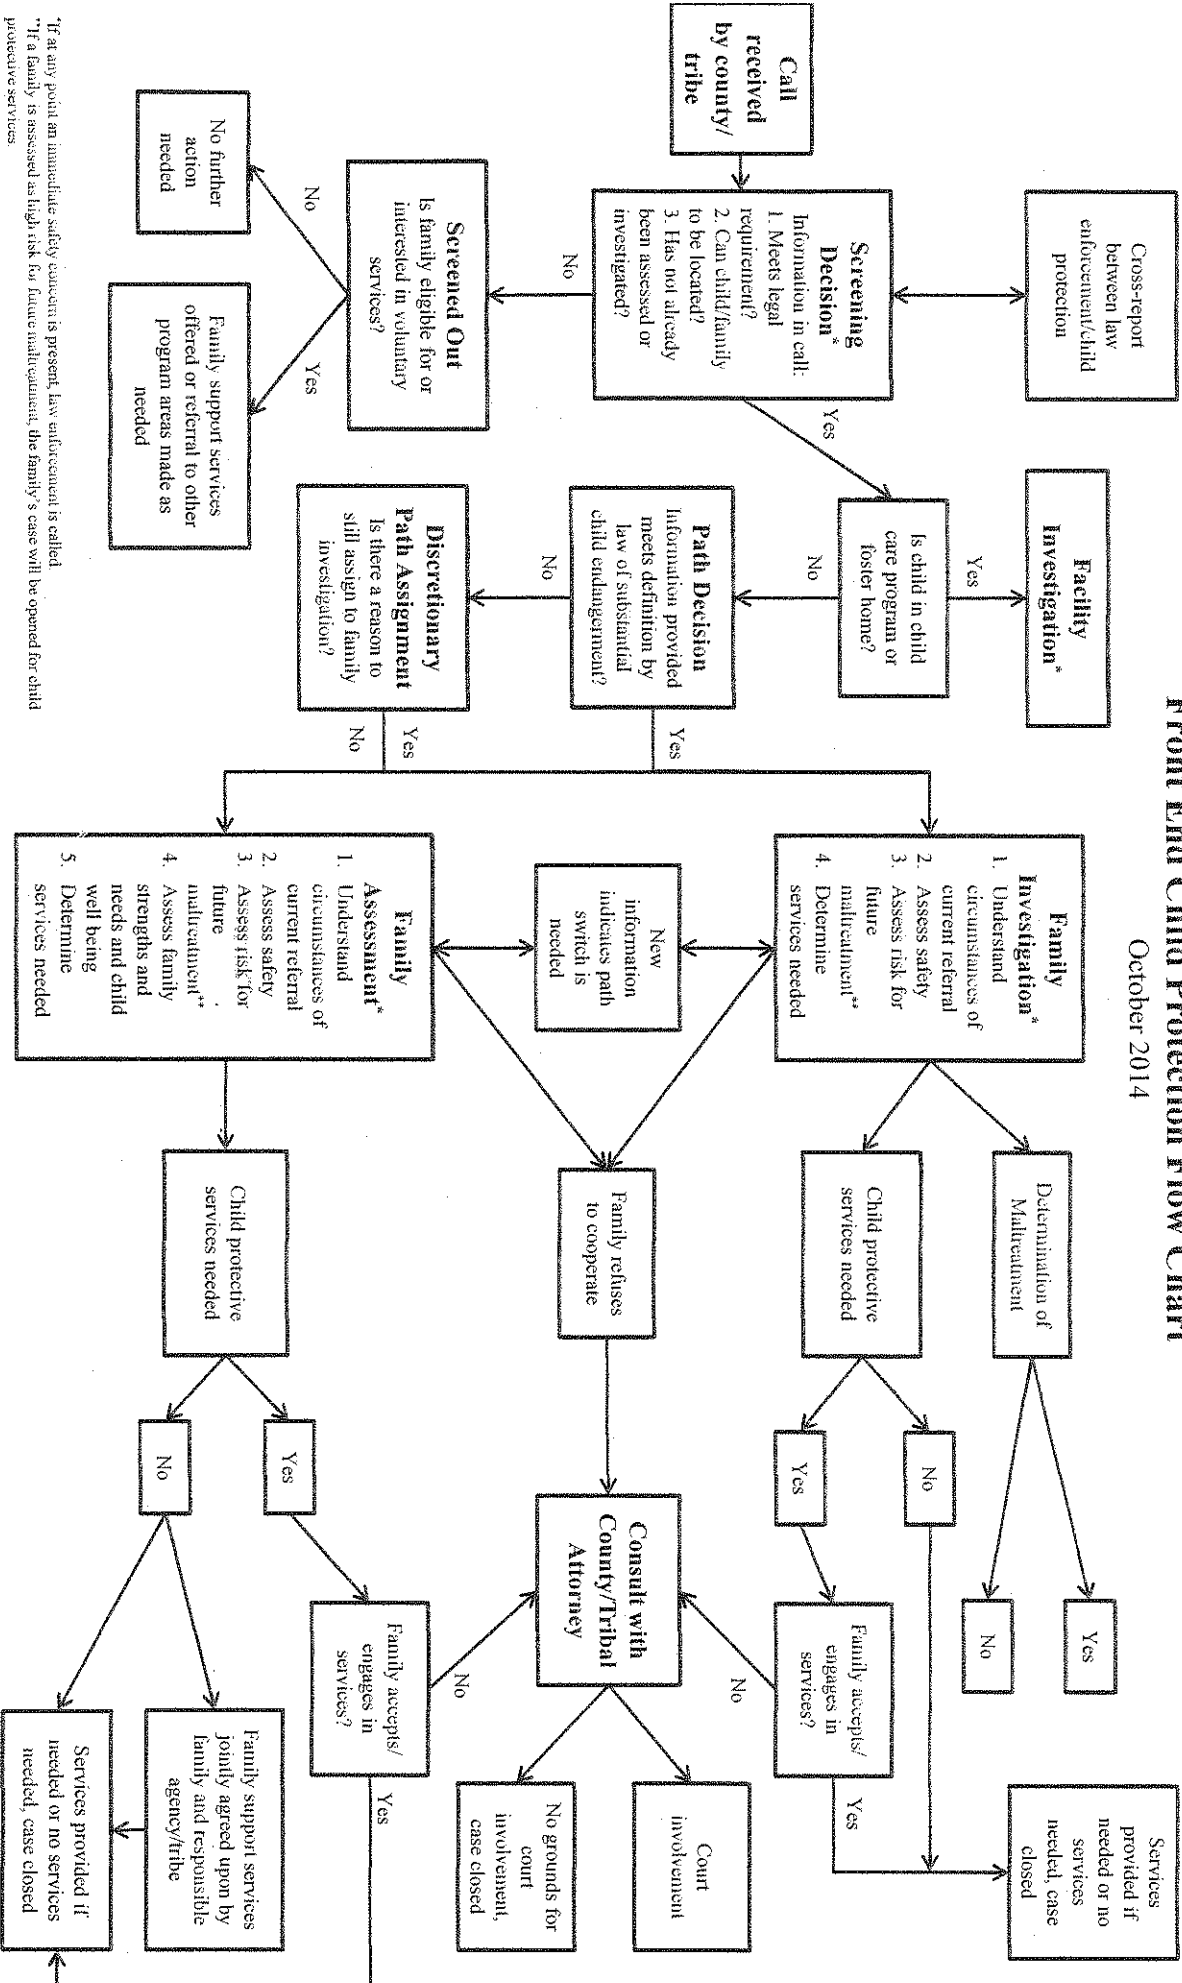 Front End Child Protection Flow Chart
October 2014
Call
received
by county/
tribe
Cross-report
between law
enforcement/child
protection
Screening
Decision*
Information in call:
1. Meets legal
requirement?
2. Can child/family
to be located?
3. Has not already
been assessed or
investigated?
No
Yes
Screened Out
Is family eligible for or
interested in voluntary
services?
No
Yes
No further
action
needed
Family support services
offered or referral to other
program areas made as
needed
Facility
Investigation*
Yes
Is child in child
care program or
foster home?
No
Path Decision
Information provided
meets definition by
law of substantial
child endangerment?
Yes
No
Discretionary
Path Assignment
Is there a reason to
still assign to family
investigation?
Yes
No
Family
Investigation*
1. Understand
circumstances of
current referral
2. Assess safety
3. Assess risk for
future
maltreatment**
4. Determine
services needed
New
information
indicates path
switch is
needed
Family
Assessment*
1. Understand
circumstances of
current referral
2. Assess safety
3. Assess risk for
future
maltreatment**
4. Assess family
strengths and
needs and child
well being
5. Determine
services needed
Determination of
Maltreatment
Child protective
services needed
Family refuses
to cooperate
Child protective
services needed
Yes
No
No
Yes
Yes
No
Family accepts/
engages in
services?
No
Yes
Consult with
County/Tribal
Attorney
No
Family accepts/
engages in
services?
Yes
Services
provided if
needed or no
services
needed, case
closed
Court
involvement
No grounds for
court
involvement,
case closed
Family support services
jointly agreed upon by
family and responsible
agency/tribe
Services provided if
needed or no services
needed, case closed
*If at any point an immediate safety concern is present, law enforcement is called.
**If a family is assessed as high risk for future maltreatment, the family's case will be opened for child
protective services.